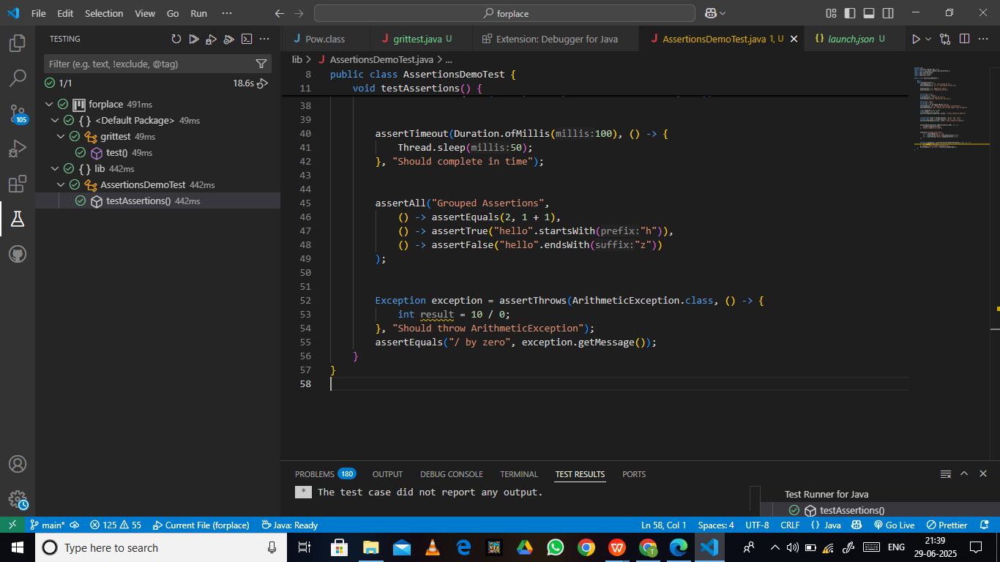 File Edit Selection View Go Run ··· forplace
TESTING
Filter (e.g. text, !exclude, @tag)
1/1 18.6s
forplace 491ms
<Default Package> 49ms
grittest 49ms
test() 49ms
lib 442ms
AssertionsDemoTest 442ms
testAssertions() 442ms
Pow.class grittest.java U Extension: Debugger for Java AssertionsDemoTest.java 1, U launch.json U
lib > AssertionsDemoTest.java > ...
8 public class AssertionsDemoTest {
11 void testAssertions() {
38
39
40 assertTimeout(Duration.ofMillis(millis:100), () -> {
41 Thread.sleep(millis:50);
42 }, "Should complete in time");
43
44
45 assertAll("Grouped Assertions",
46 () -> assertEquals(2, 1 + 1),
47 () -> assertTrue("hello".startsWith(prefix:"h")),
48 () -> assertFalse("hello".endsWith(suffix:"z"))
49 );
50
51
52 Exception exception = assertThrows(ArithmeticException.class, () -> {
53 int result = 10 / 0;
54 }, "Should throw ArithmeticException");
55 assertEquals("/ by zero", exception.getMessage());
56 }
57 }
58
PROBLEMS 180 OUTPUT DEBUG CONSOLE TERMINAL TEST RESULTS PORTS
* The test case did not report any output.
Test Runner for Java
testAssertions()
105
main* 125 55 Current File (forplace) Java: Ready Ln 58, Col 1 Spaces: 4 UTF-8 CRLF {} Java Go Live Prettier
Type here to search ENG 21:39
29-06-2025